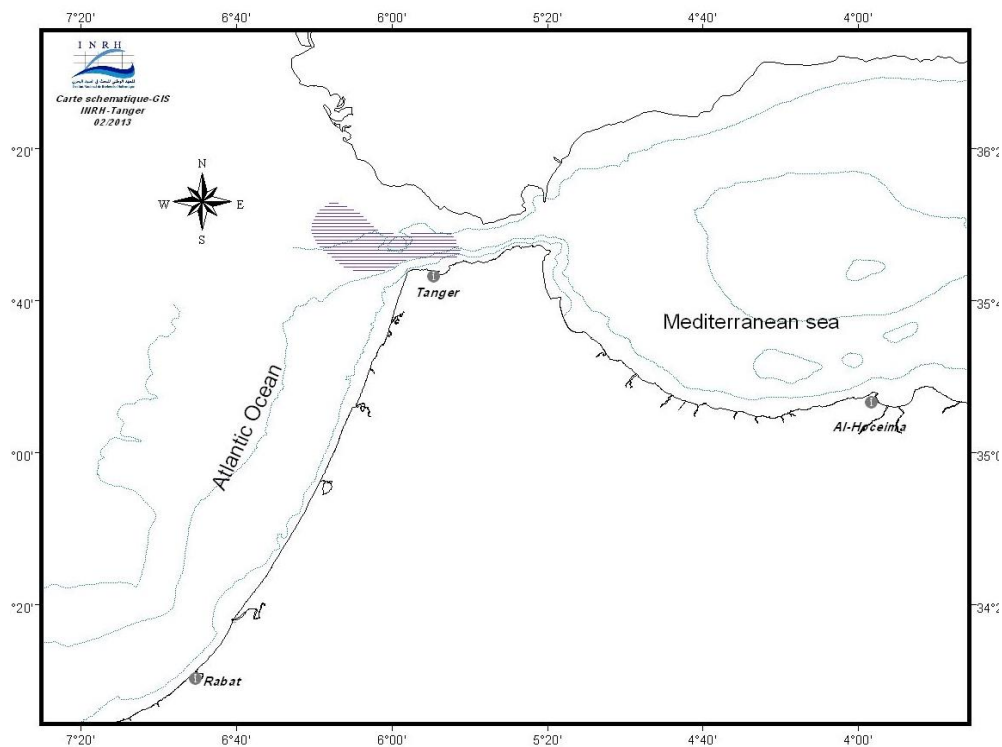 7°20' 6°40' 6°00' 5°20' 4°40' 4°00'
I N R H
Carte schematique-GIS
INRH-Tanger
02/2013
°20' 36°2
N
W E
S
Tanger
°40' 35°4
Mediterranean sea
Atlantic Ocean
Al-Hoceima
°00' 35°0
°20' 34°2
Rabat
7°20' 6°40' 6°00' 5°20' 4°40' 4°00'